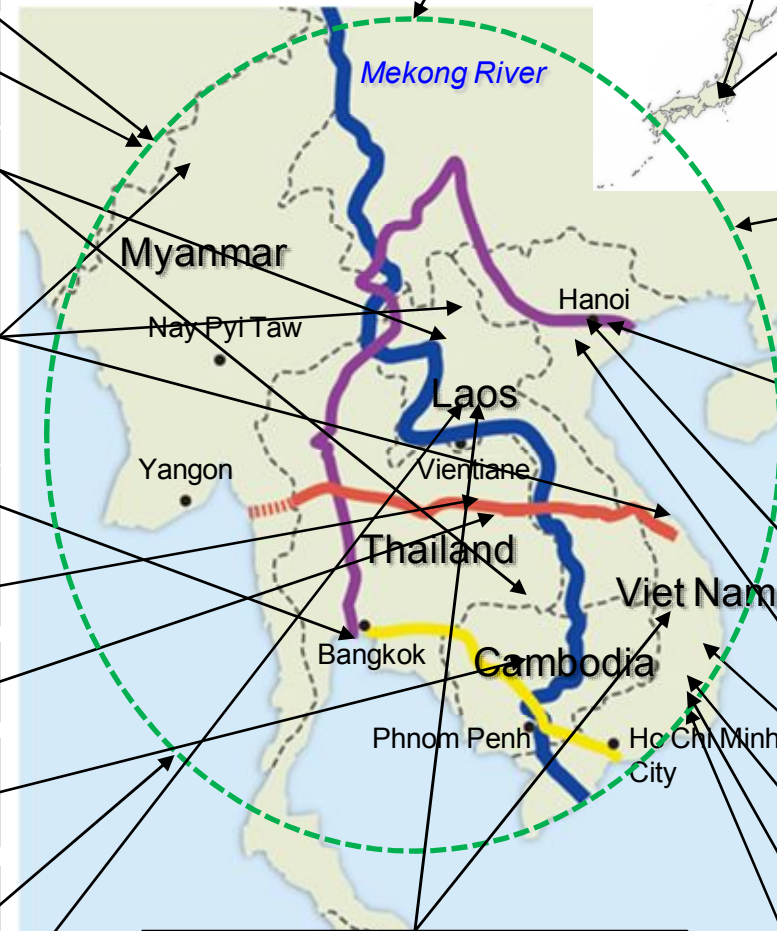 Mekong River
Myanmar
Hanoi
Nay Pyi Taw
Laos
Yangon
Vientiane
Thailand
Viet Nam
Bangkok
Cambodia
Phnom Penh
Ho Chi Minh
City